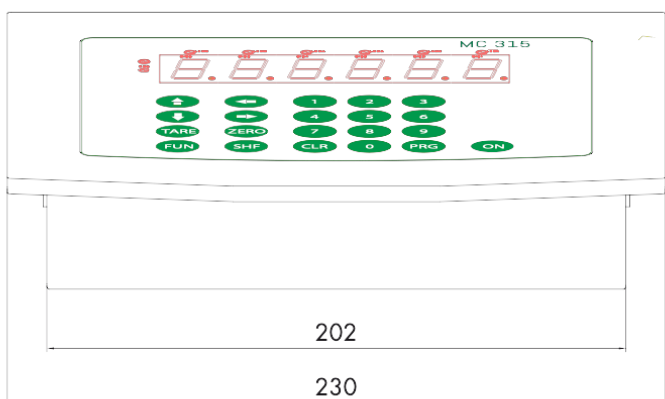 MC 315
1 2 3
4 5 6
TARE ZERO 7 8 9
FUN SHF CLR 0 PRG ON
202
230